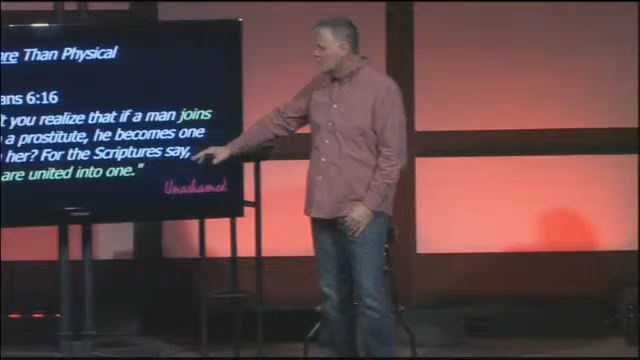 re Than Physical
ans 6:16
t you realize that if a man joins
a prostitute, he becomes one
her? For the Scriptures say,
are united into one."
Unashamed